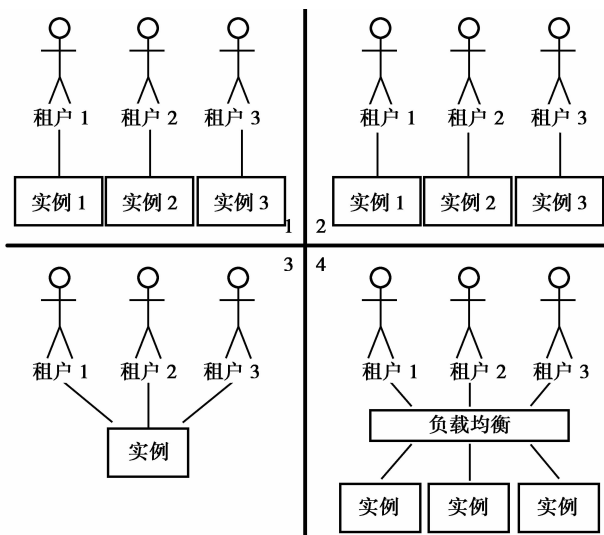 租户 1 租户 2 租户 3
实例 1 实例 2 实例 3
1
租户 1 租户 2 租户 3
实例 1 实例 2 实例 3
2
3
租户 1 租户 2 租户 3
实例
4
租户 1 租户 2 租户 3
负载均衡
实例 实例 实例